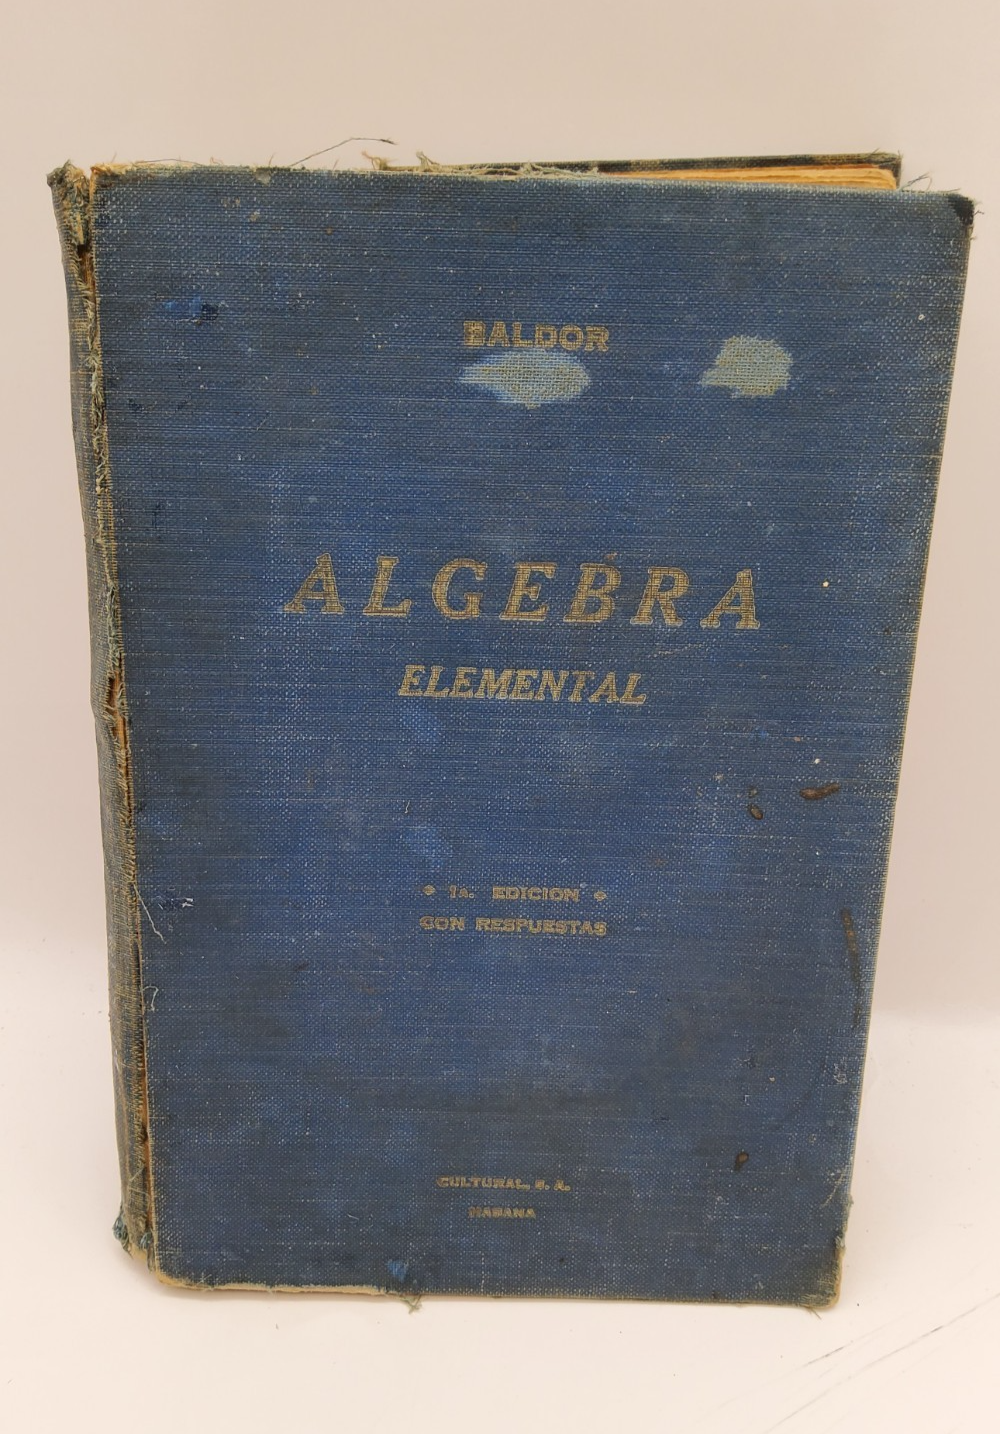 BALDOR
ALGEBRA
ELEMENTAL
1A. EDICION
CON RESPUESTAS
CULTURAL, S. A.
HABANA